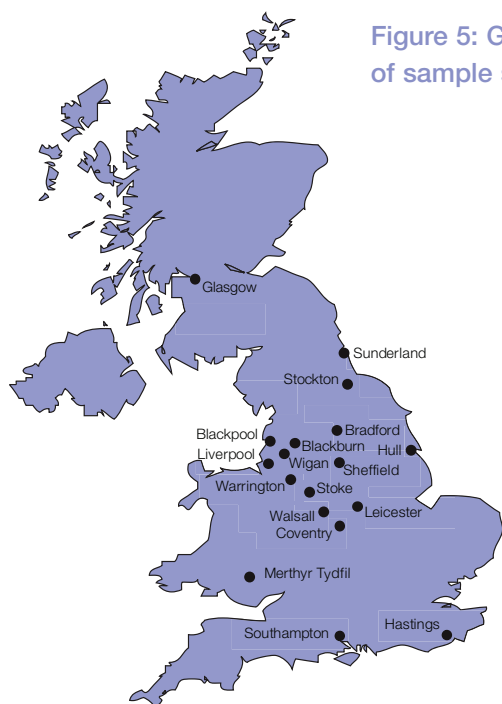 Figure 5: G
of sample
Glasgow
Sunderland
Stockton
Bradford
Blackpool
Blackburn
Hull
Liverpool
Wigan
Sheffield
Warrington
Stoke
Leicester
Walsall
Coventry
Merthyr Tydfil
Southampton
Hastings